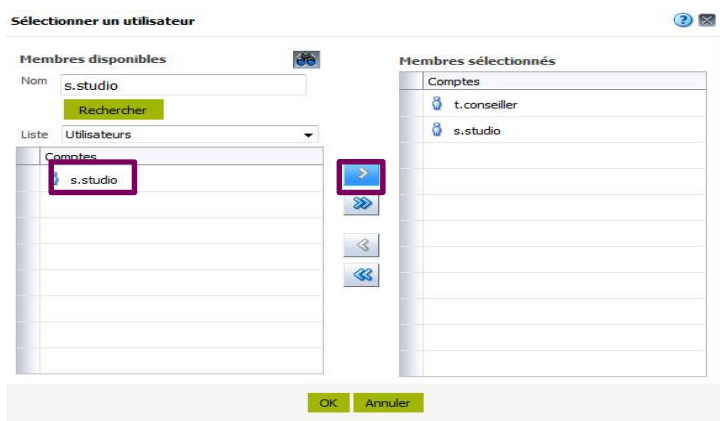 Sélectionner un utilisateur
Membres disponibles
Nom
s.studio
Rechercher
Liste
Utilisateurs
Comptes
s.studio
Membres sélectionnés
Comptes
t.conseiller
s.studio
OK
Annuler